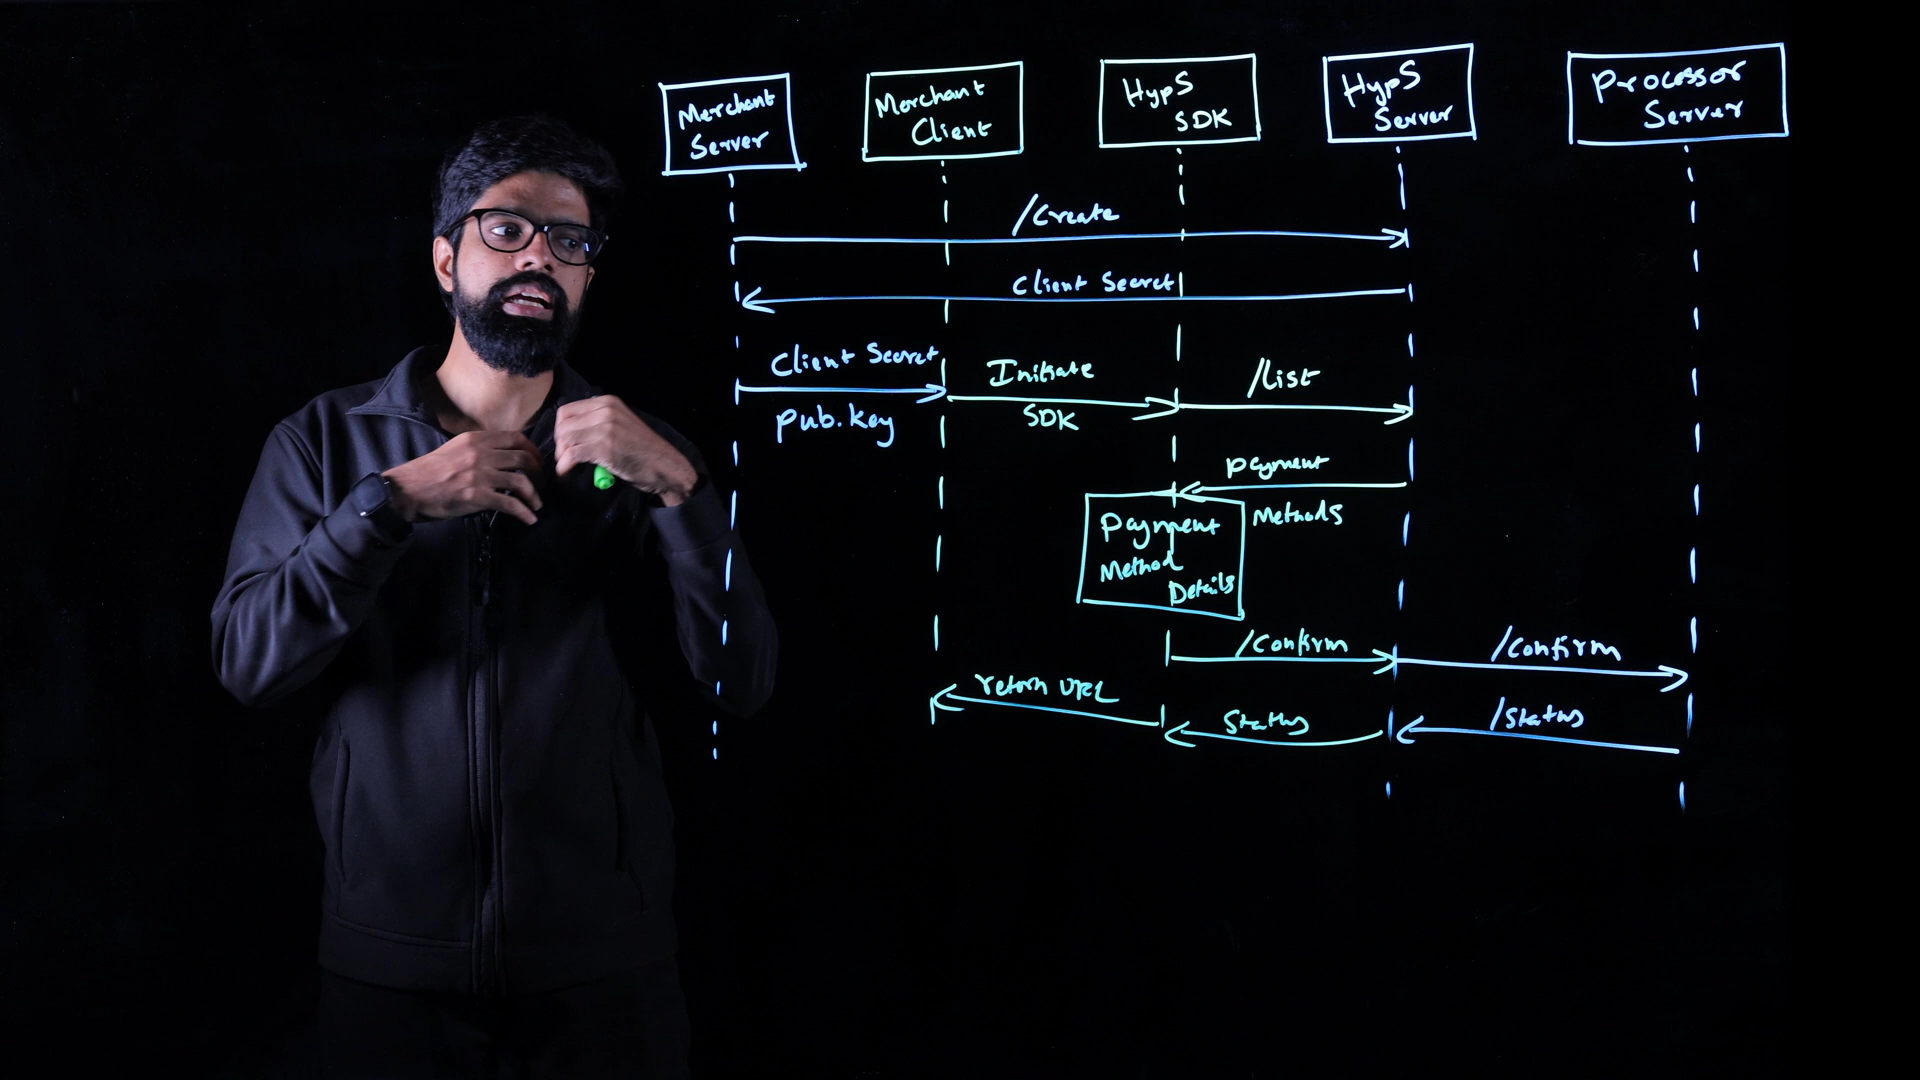 Merchant
Server
Merchant
Client
HypS
SDK
HypS
Server
Processor
Server
/Create
Client Secret
Client Secret
Pub.key
Initiate
SDK
/List
Payment
Methods
Payment
Method
Details
/Confirm
/Confirm
return URL
Status
/Status